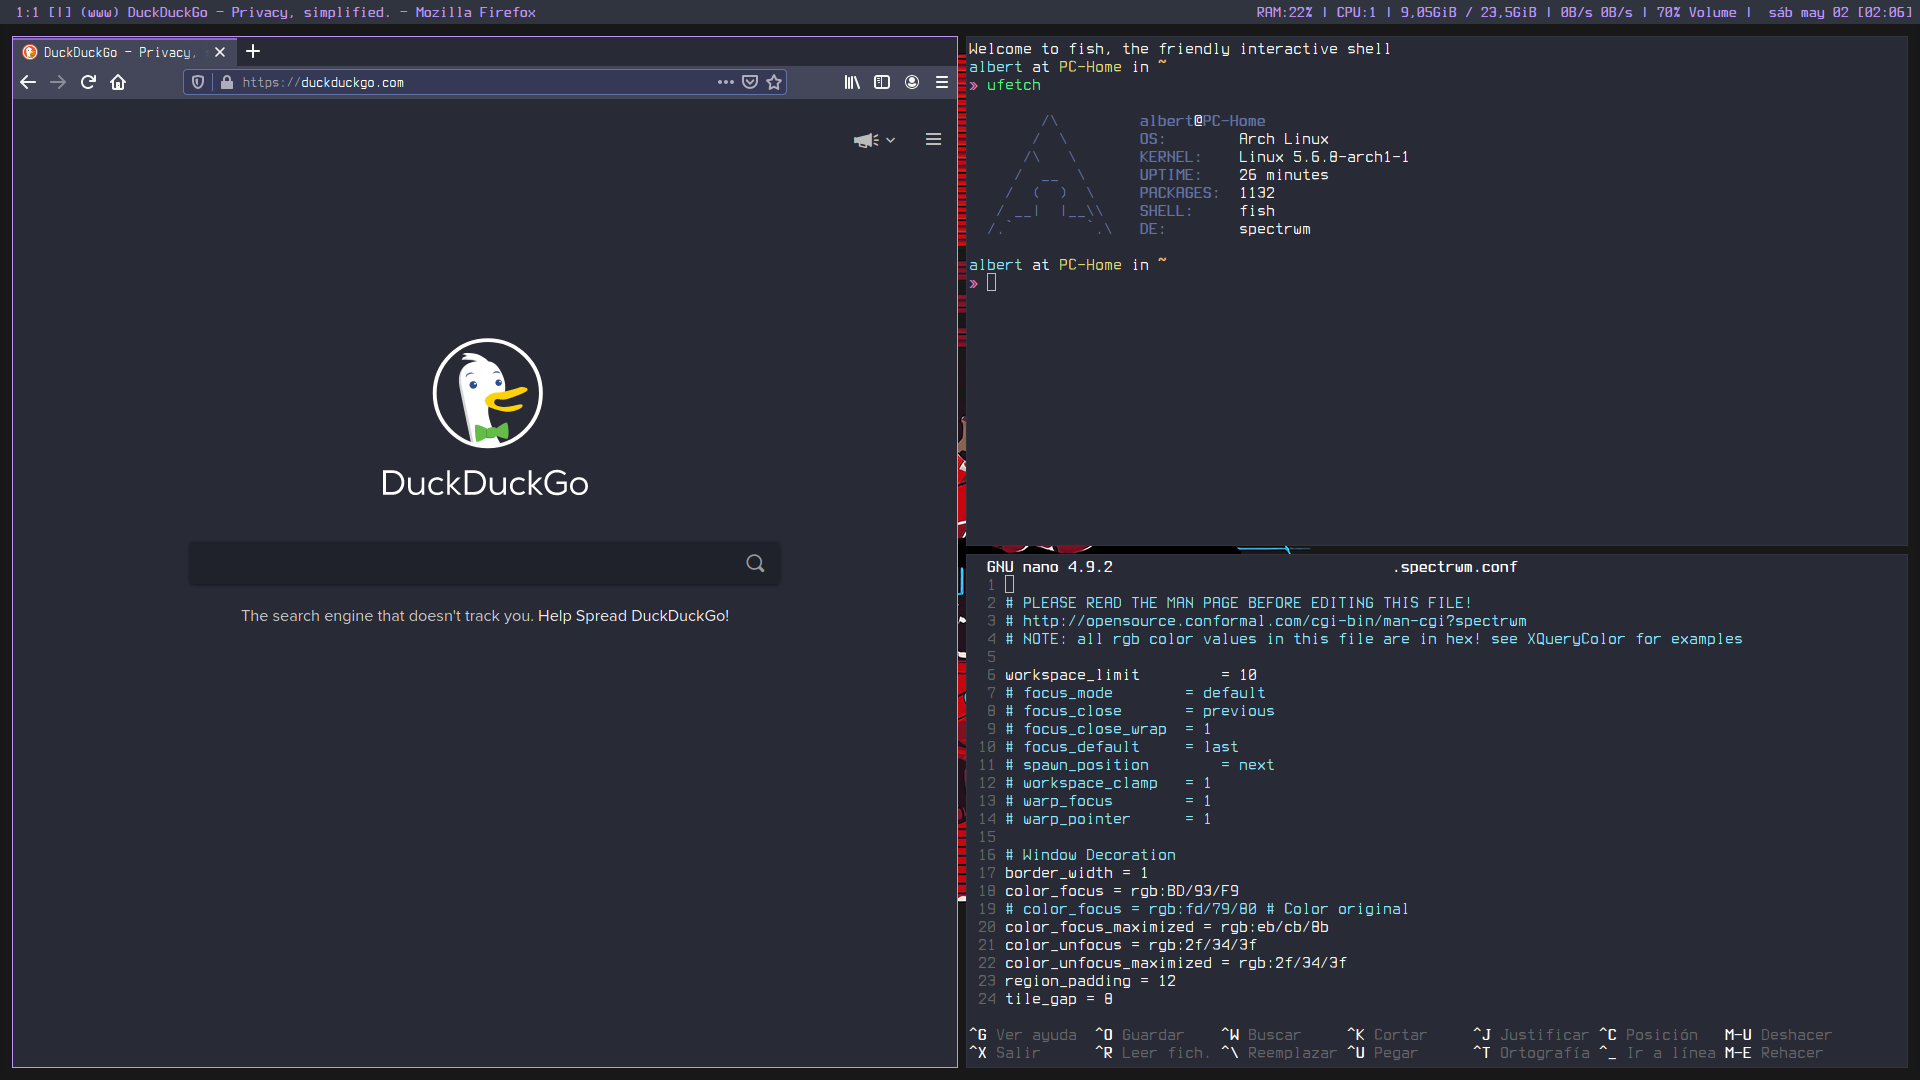 1:1 [|] (www) DuckDuckGo — Privacy, simplified. - Mozilla Firefox
RAM:22% | CPU:1 | 9,05GiB / 23,5GiB | 0B/s 0B/s | 70% Volume | sáb may 02 [02:06]
DuckDuckGo — Privacy,
https://duckduckgo.com
DuckDuckGo
The search engine that doesn't track you. Help Spread DuckDuckGo!
Welcome to fish, the friendly interactive shell
albert at PC-Home in ~
» ufetch
albert@PC-Home
OS: Arch Linux
KERNEL: Linux 5.6.8-arch1-1
UPTIME: 26 minutes
PACKAGES: 1132
SHELL: fish
DE: spectrwm
albert at PC-Home in ~
»
GNU nano 4.9.2 .spectrwm.conf
1
2 # PLEASE READ THE MAN PAGE BEFORE EDITING THIS FILE!
3 # http://opensource.conformal.com/cgi-bin/man-cgi?spectrwm
4 # NOTE: all rgb color values in this file are in hex! see XQueryColor for examples
5
6 workspace_limit = 10
7 # focus_mode = default
8 # focus_close = previous
9 # focus_close_wrap = 1
10 # focus_default = last
11 # spawn_position = next
12 # workspace_clamp = 1
13 # warp_focus = 1
14 # warp_pointer = 1
15
16 # Window Decoration
17 border_width = 1
18 color_focus = rgb:BD/93/F9
19 # color_focus = rgb:fd/79/80 # Color original
20 color_focus_maximized = rgb:eb/cb/8b
21 color_unfocus = rgb:2f/34/3f
22 color_unfocus_maximized = rgb:2f/34/3f
23 region_padding = 12
24 tile_gap = 8
^G Ver ayuda ^O Guardar ^W Buscar ^K Cortar ^J Justificar ^C Posición M-U Deshacer
^X Salir ^R Leer fich. ^\ Reemplazar ^U Pegar ^T Ortografía ^_ Ir a línea M-E Rehacer